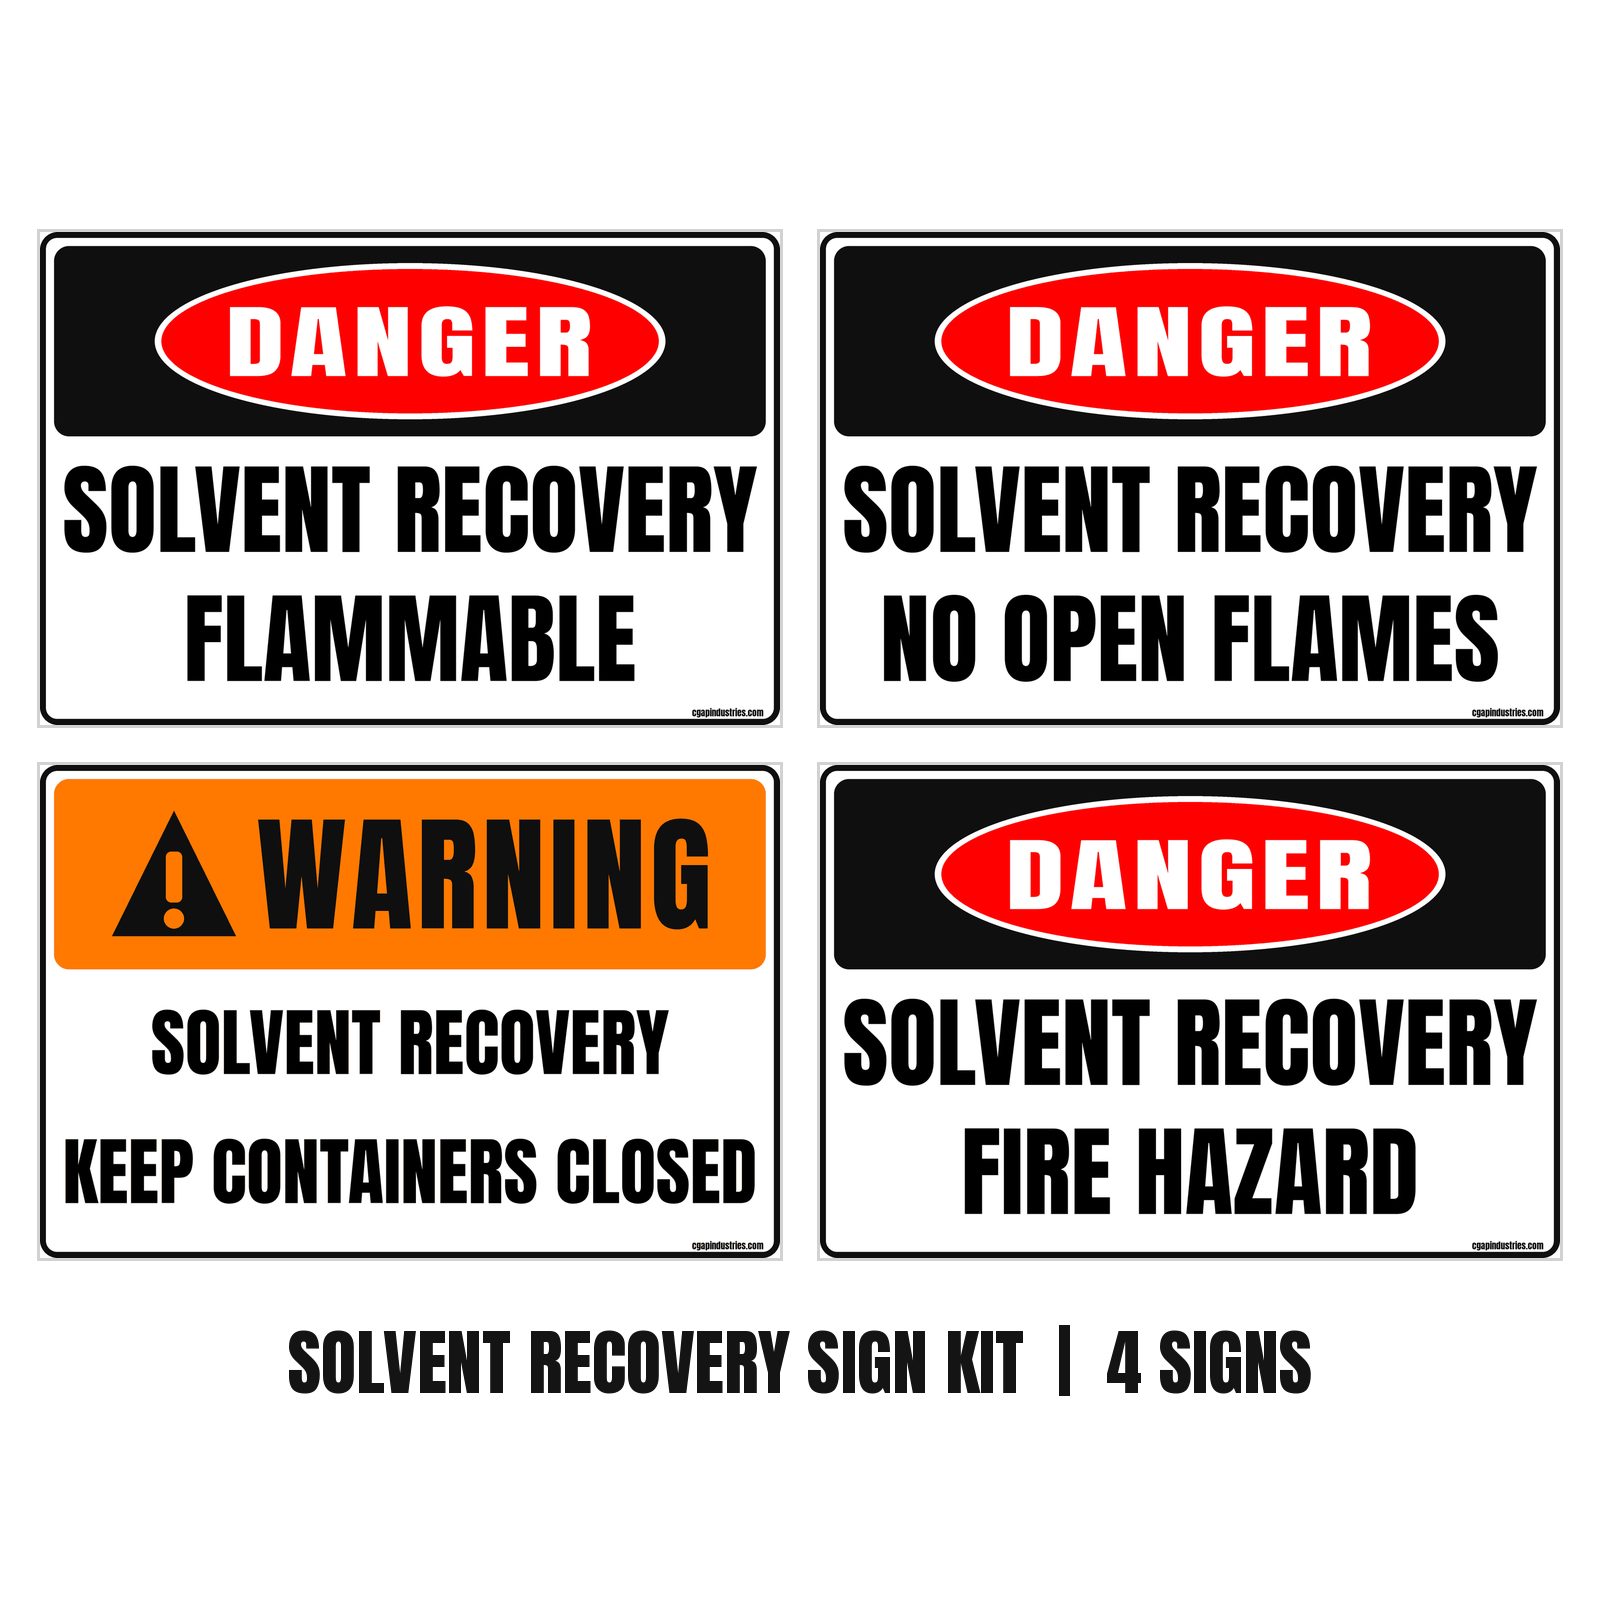 DANGER
SOLVENT RECOVERY
FLAMMABLE
cgapindustries.com
DANGER
SOLVENT RECOVERY
NO OPEN FLAMES
cgapindustries.com
WARNING
SOLVENT RECOVERY
KEEP CONTAINERS CLOSED
cgapindustries.com
DANGER
SOLVENT RECOVERY
FIRE HAZARD
cgapindustries.com
SOLVENT RECOVERY SIGN KIT | 4 SIGNS